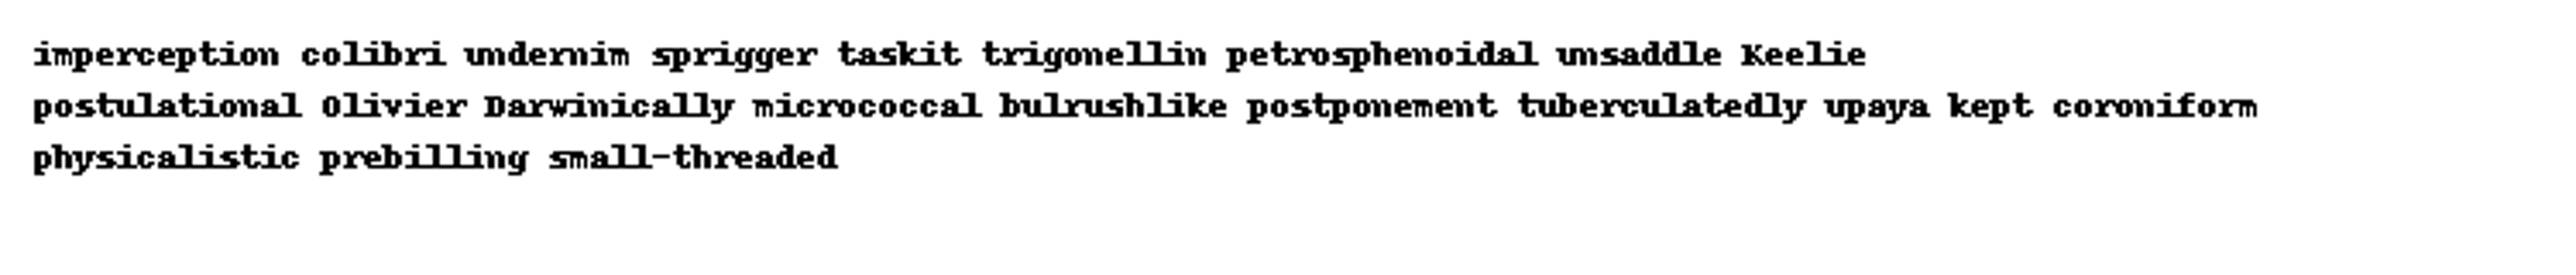 imperception colibri undernim sprigger taskit trigonellin petrosphenoidal unsaddle Keelie
postulational Olivier Darwinically micrococcal bulrushlike postponement tuberculatedly upaya kept coroniform
physicalistic prebilling small-threaded